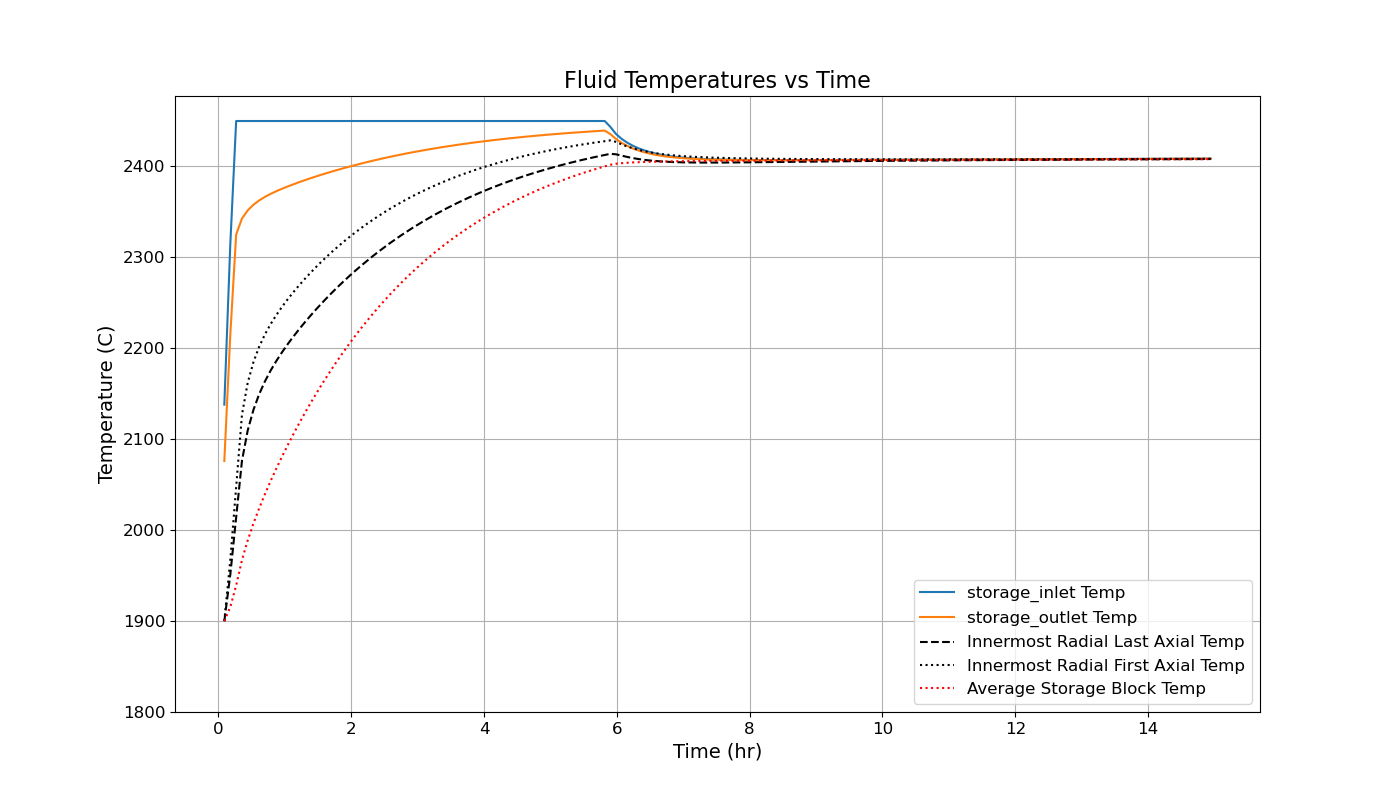 Fluid Temperatures vs Time
Temperature (C)
2400
2300
2200
2100
2000
1900
1800
0 2 4 6 8 10 12 14
Time (hr)
storage_inlet Temp
storage_outlet Temp
Innermost Radial Last Axial Temp
Innermost Radial First Axial Temp
Average Storage Block Temp